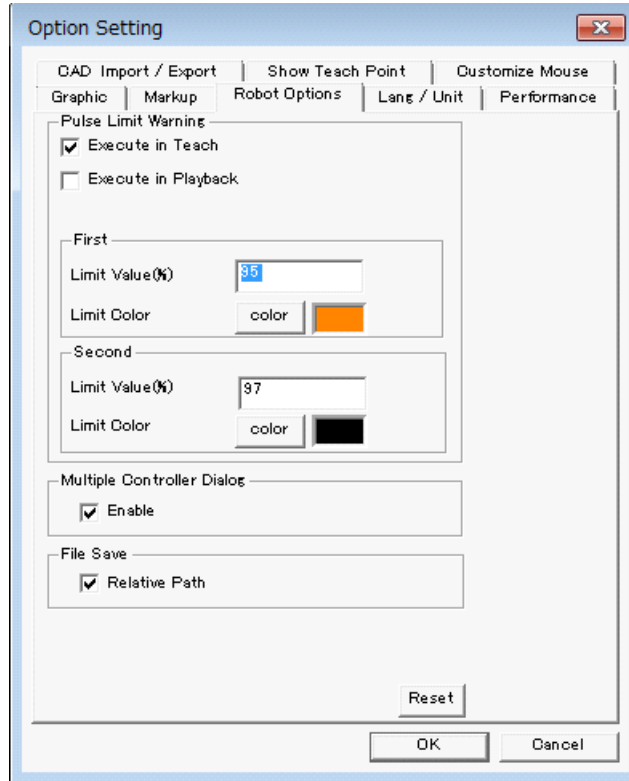 Option Setting
CAD Import / Export Show Teach Point Customize Mouse
Graphic Markup Robot Options Lang / Unit Performance
Pulse Limit Warning
Execute in Teach
Execute in Playback
First
Limit Value(%) 95
Limit Color color
Second
Limit Value(%) 97
Limit Color color
Multiple Controller Dialog
Enable
File Save
Relative Path
Reset
OK Cancel